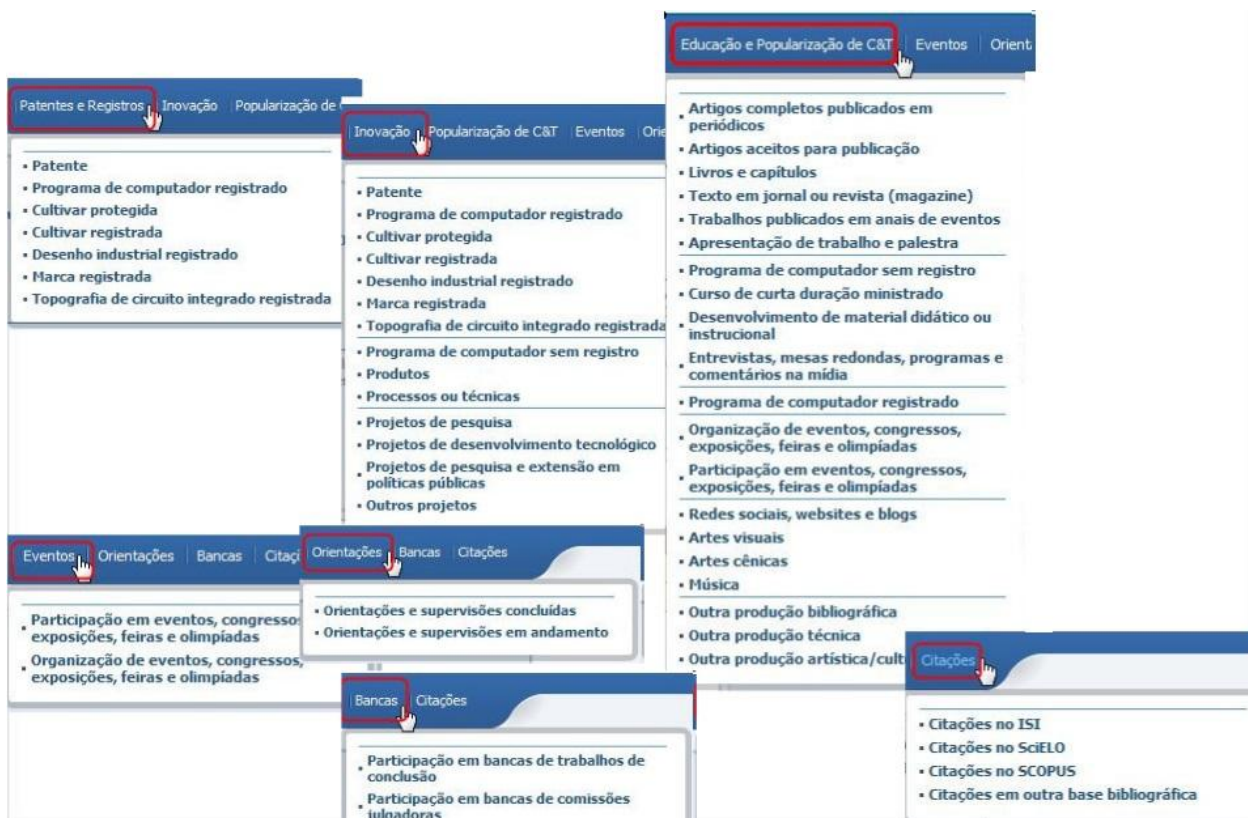 Patentes e Registros Inovação Popularização de
▪ Patente
▪ Programa de computador registrado
▪ Cultivar protegida
▪ Cultivar registrada
▪ Desenho industrial registrado
▪ Marca registrada
▪ Topografia de circuito integrado registrada
Inovação Popularização de C&T Eventos
▪ Patente
▪ Programa de computador registrado
▪ Cultivar protegida
▪ Cultivar registrada
▪ Desenho industrial registrado
▪ Marca registrada
▪ Topografia de circuito integrado registrada
▪ Programa de computador sem registro
▪ Produtos
▪ Processos ou técnicas
▪ Projetos de pesquisa
▪ Projetos de desenvolvimento tecnológico
▪ Projetos de pesquisa e extensão em
políticas públicas
▪ Outros projetos
Educação e Popularização de C&T Eventos
▪ Artigos completos publicados em
periódicos
▪ Artigos aceitos para publicação
▪ Livros e capítulos
▪ Texto em jornal ou revista (magazine)
▪ Trabalhos publicados em anais de eventos
▪ Apresentação de trabalho e palestra
▪ Programa de computador sem registro
▪ Curso de curta duração ministrado
▪ Desenvolvimento de material didático ou
instrucional
▪ Entrevistas, mesas redondas, programas e
comentários na mídia
▪ Programa de computador registrado
▪ Organização de eventos, congressos,
exposições, feiras e olimpíadas
▪ Participação em eventos, congressos,
exposições, feiras e olimpíadas
▪ Redes sociais, websites e blogs
▪ Artes visuais
▪ Artes cênicas
▪ Música
▪ Outra produção bibliográfica
▪ Outra produção técnica
▪ Outra produção artística/cult
Eventos Orientações Bancas
▪ Participação em eventos, congressos
exposições, feiras e olimpíadas
▪ Organização de eventos, congressos,
exposições, feiras e olimpíadas
Orientações Bancas Citações
▪ Orientações e supervisões concluídas
▪ Orientações e supervisões em andamento
Bancas Citações
▪ Participação em bancas de trabalhos de
conclusão
▪ Participação em bancas de comissões
julgadoras
Citações
▪ Citações no ISI
▪ Citações no SciELO
▪ Citações no SCOPUS
▪ Citações em outra base bibliográfica